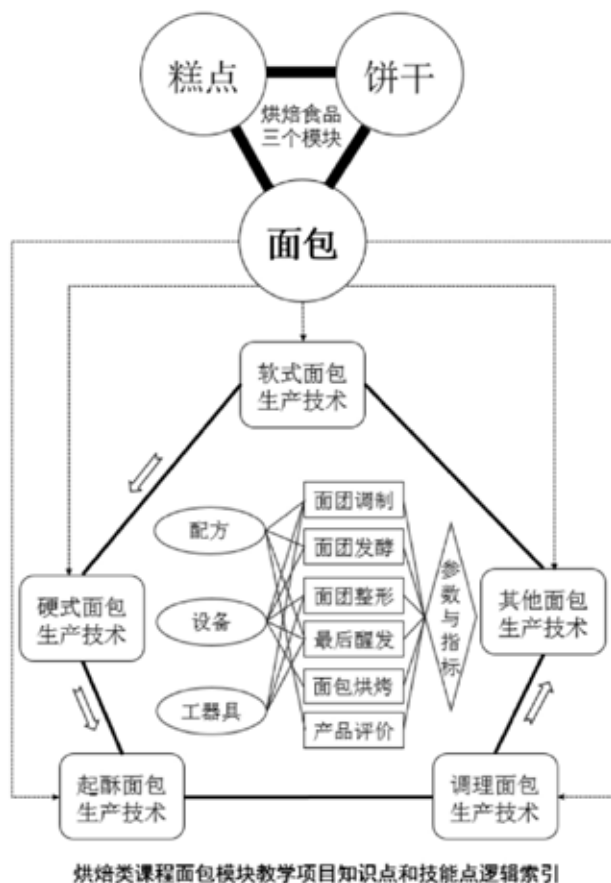 糕点
饼干
烘焙食品
三个模块
面包
软式面包
生产技术
配方
设备
工器具
面团调制
面团发酵
面团整形
最后醒发
面包烘烤
产品评价
参数与指标
硬式面包
生产技术
其他面包
生产技术
起酥面包
生产技术
调理面包
生产技术
烘焙类课程面包模块教学项目知识点和技能点逻辑索引